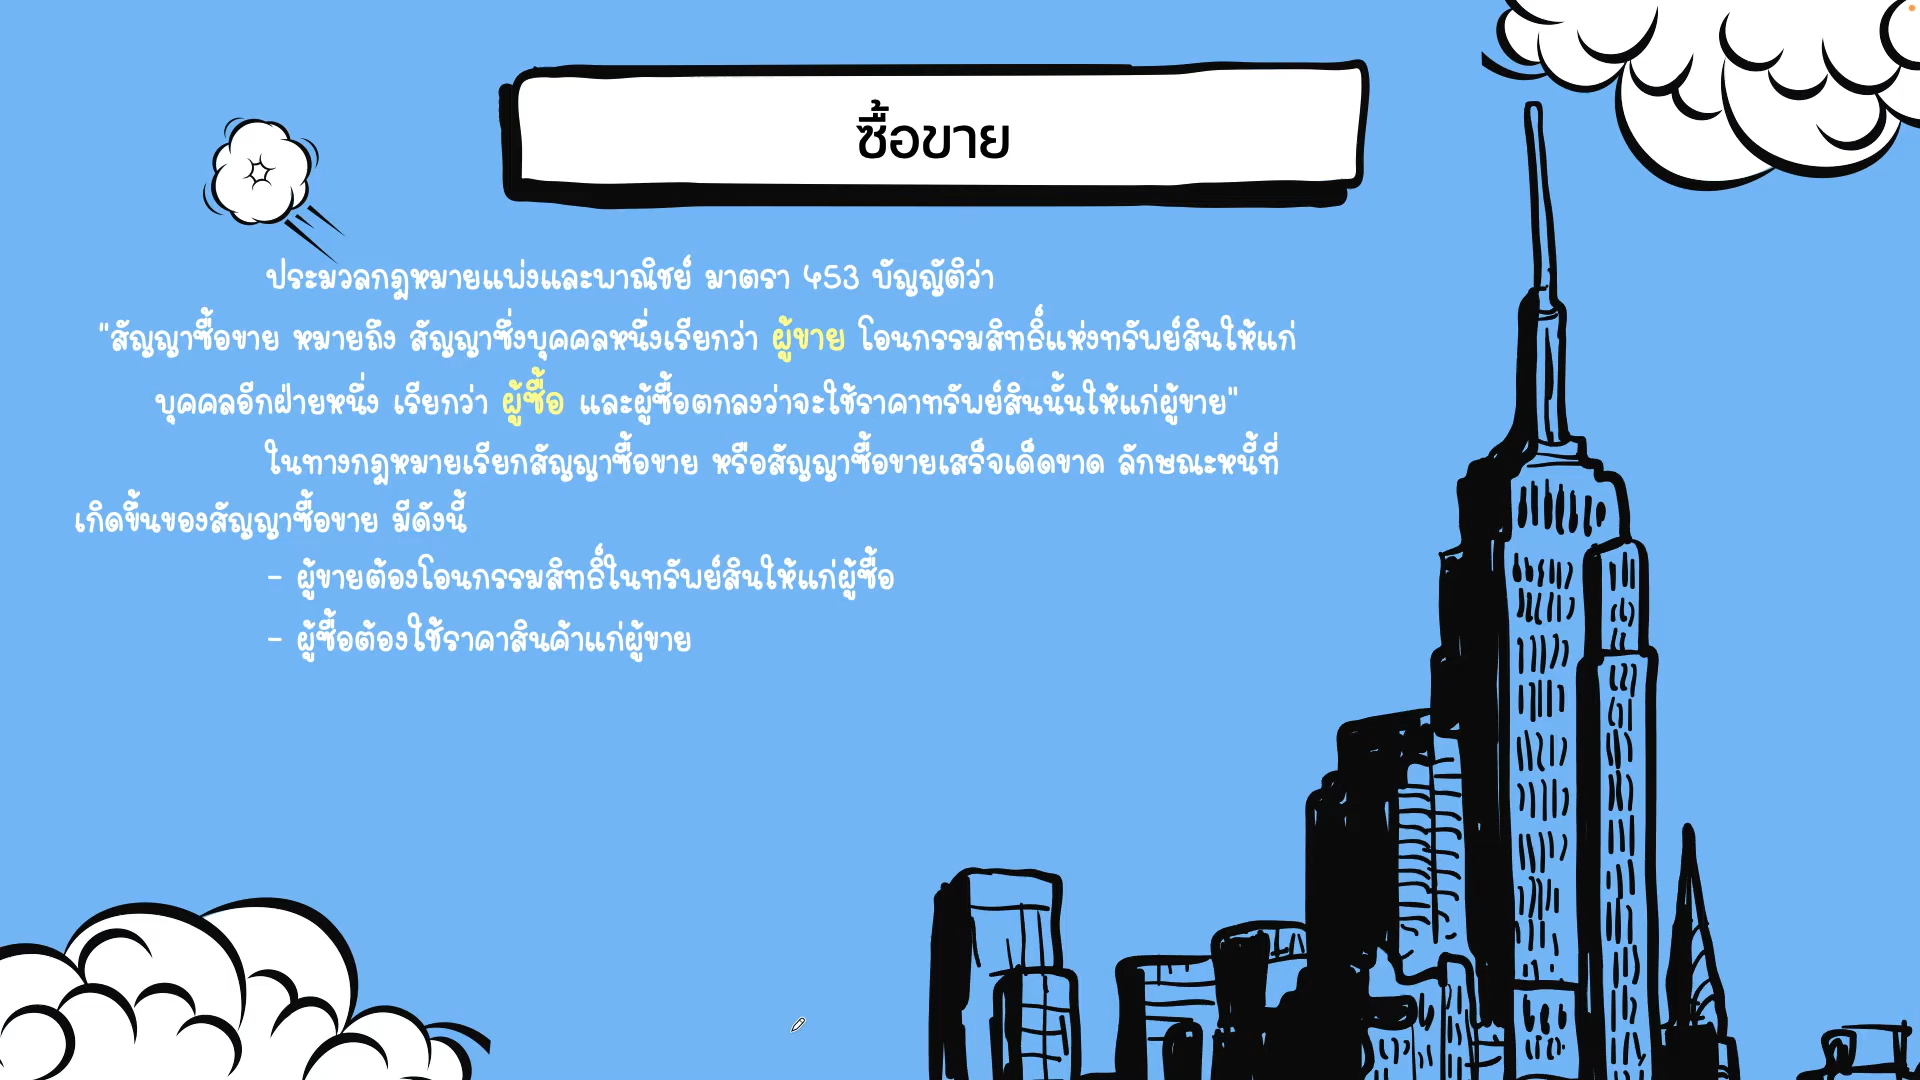 ซื้อขาย
ประมวลกฎหมายแพ่งและพาณิชย์ มาตรา 453 บัญญัติว่า
"สัญญาซื้อขาย หมายถึง สัญญาซึ่งบุคคลหนึ่งเรียกว่า ผู้ขาย โอนกรรมสิทธิ์แห่งทรัพย์สินให้แก่
บุคคลอีกฝ่ายหนึ่ง เรียกว่า ผู้ซื้อ และผู้ซื้อตกลงว่าจะใช้ราคาทรัพย์สินนั้นให้แก่ผู้ขาย"
ในทางกฎหมายเรียกสัญญาซื้อขาย หรือสัญญาซื้อขายเสร็จเด็ดขาด ลักษณะหนี้ที่
เกิดขึ้นของสัญญาซื้อขาย มีดังนี้
- ผู้ขายต้องโอนกรรมสิทธิ์ในทรัพย์สินให้แก่ผู้ซื้อ
- ผู้ซื้อต้องใช้ราคาสินค้าแก่ผู้ขาย